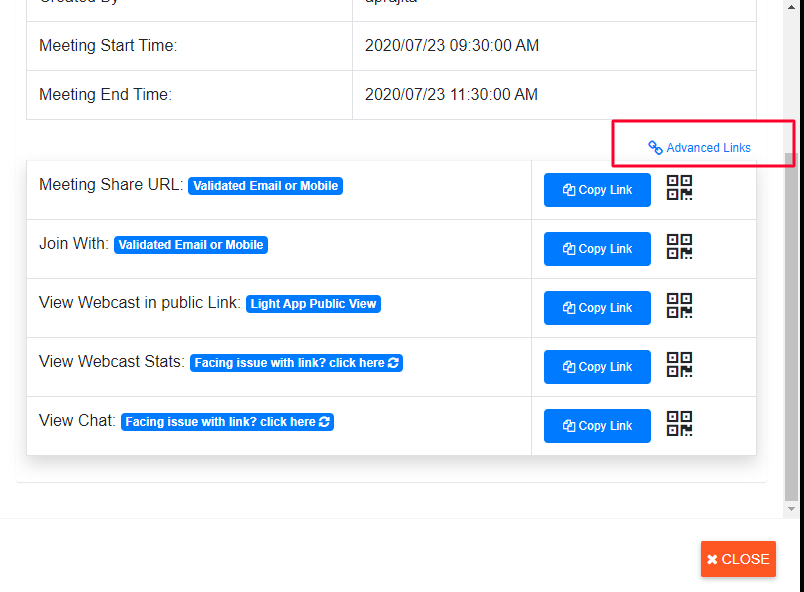 Created By aprajita
Meeting Start Time: 2020/07/23 09:30:00 AM
Meeting End Time: 2020/07/23 11:30:00 AM
Advanced Links
Meeting Share URL: Validated Email or Mobile Copy Link
Join With: Validated Email or Mobile Copy Link
View Webcast in public Link: Light App Public View Copy Link
View Webcast Stats: Facing issue with link? click here Copy Link
View Chat: Facing issue with link? click here Copy Link
CLOSE